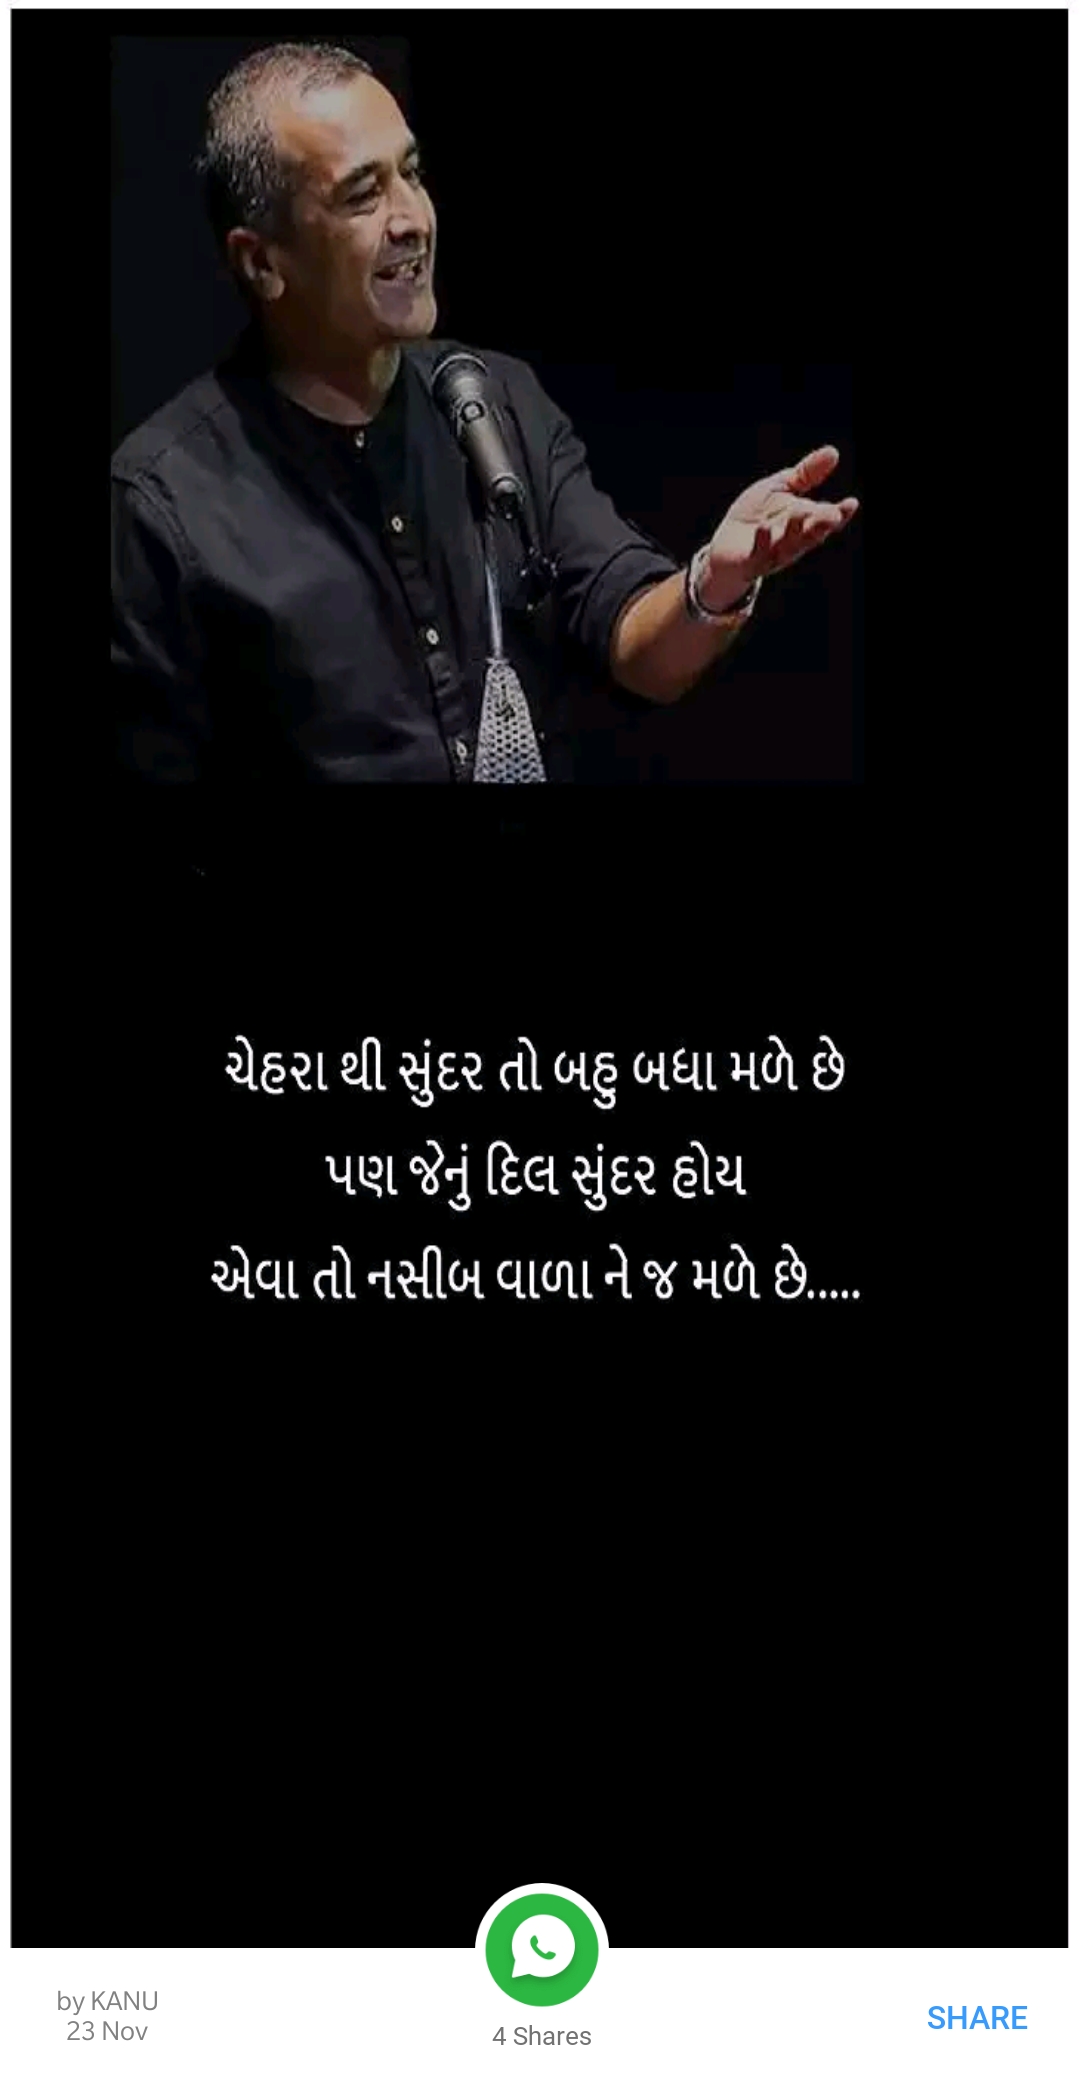 ચેહરા થી સુંદર તો બહુ બધા મળે છે
પણ જેનું દિલ સુંદર હોય
એવા તો નસીબ વાળા ને જ મળે છે.....
by KANU
23 Nov
4 Shares
SHARE